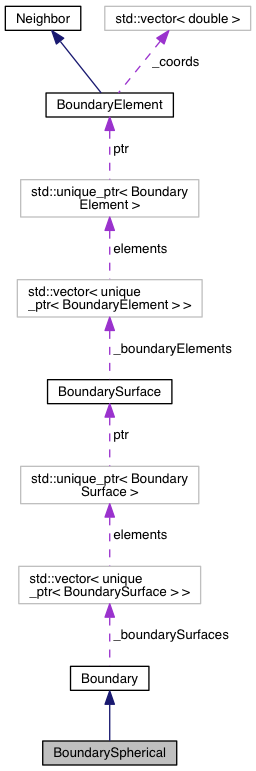 Neighbor
std::vector< double >
_coords
BoundaryElement
ptr
std::unique_ptr< Boundary
Element >
elements
std::vector< unique
_ptr< BoundaryElement > >
_boundaryElements
BoundarySurface
ptr
std::unique_ptr< Boundary
Surface >
elements
std::vector< unique
_ptr< BoundarySurface > >
_boundarySurfaces
Boundary
BoundarySpherical